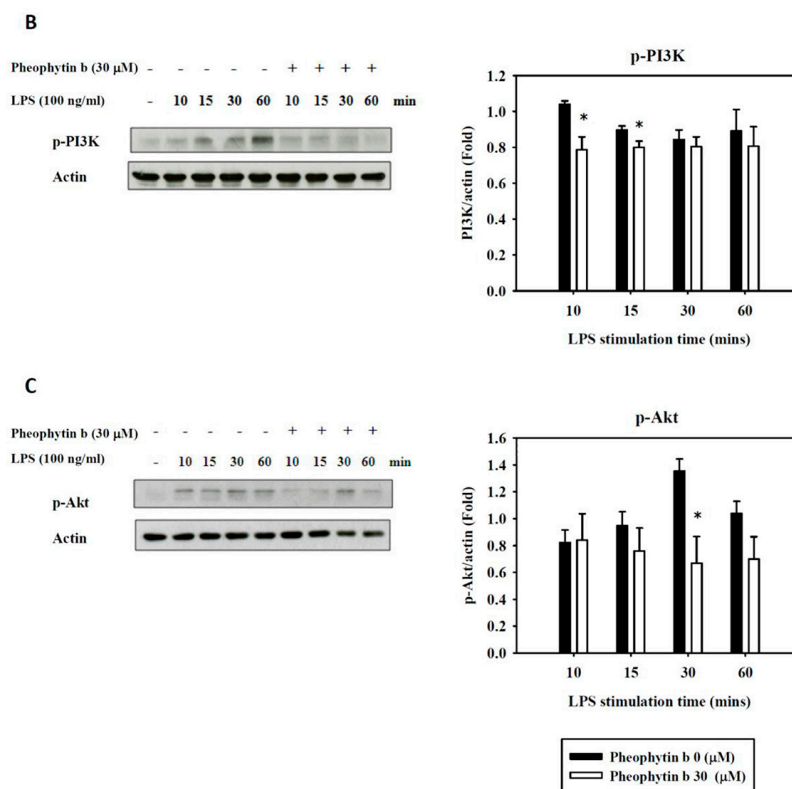 B
Pheophytin b (30 µM) - - - - - + + + +
LPS (100 ng/ml) - 10 15 30 60 10 15 30 60 min
p-PI3K
Actin
p-PI3K
PI3K/actin (Fold)
1.2
1.0
0.8
0.6
0.4
0.2
0.0
* *
10 15 30 60
LPS stimulation time (mins)
C
Pheophytin b (30 µM) - - - - - + + + +
LPS (100 ng/ml) - 10 15 30 60 10 15 30 60 min
p-Akt
Actin
p-Akt
p-Akt/actin (Fold)
1.6
1.4
1.2
1.0
0.8
0.6
0.4
0.2
0.0
*
10 15 30 60
LPS stimulation time (mins)
Pheophytin b 0 (µM)
Pheophytin b 30 (µM)